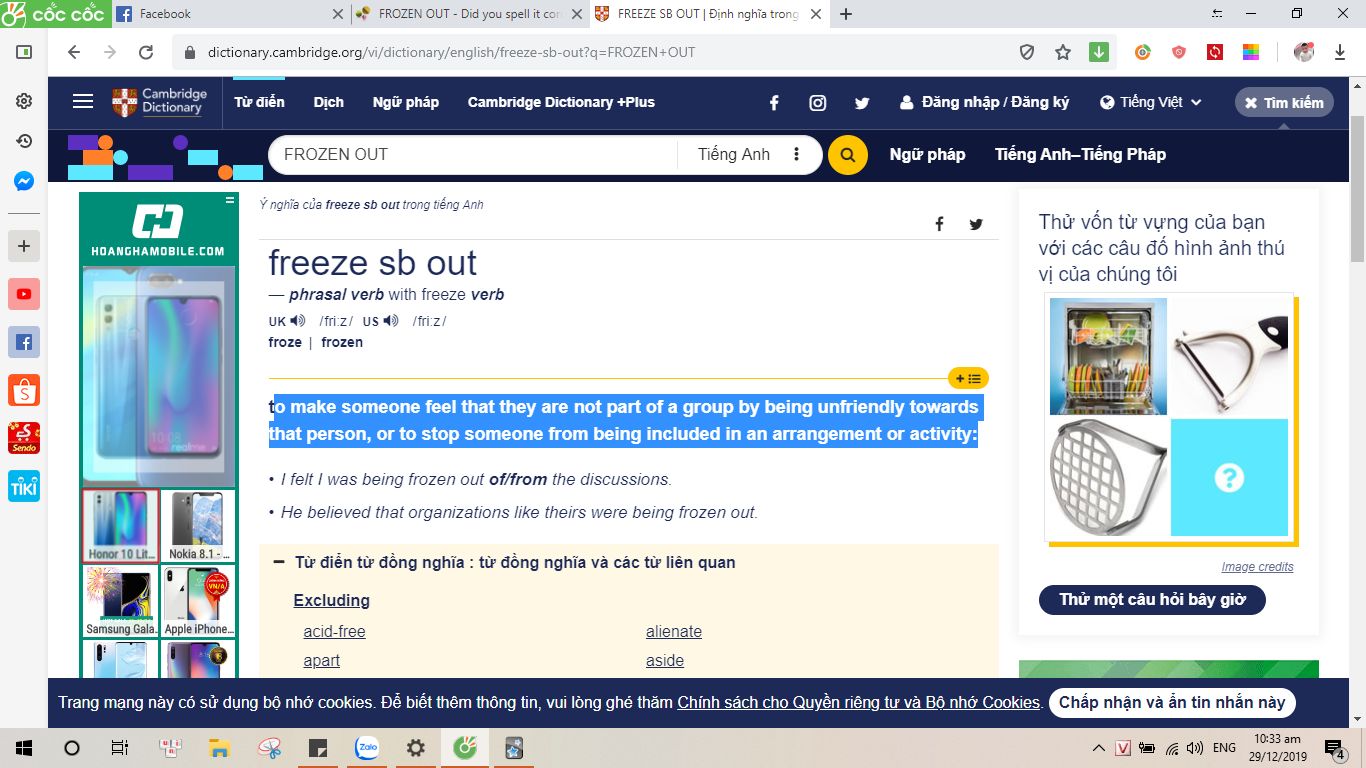 CỐC CỐC
Facebook
FROZEN OUT - Did you spell it cor
FREEZE SB OUT | Định nghĩa trong
dictionary.cambridge.org/vi/dictionary/english/freeze-sb-out?q=FROZEN+OUT
Cambridge
Dictionary
Từ điển Dịch Ngữ pháp Cambridge Dictionary +Plus
Đăng nhập / Đăng ký
Tiếng Việt
Tìm kiếm
FROZEN OUT
Tiếng Anh
Ngữ pháp
Tiếng Anh–Tiếng Pháp
HOANGHAMOBILE.COM
10:08
realme
Honor 10 Lit...
Nokia 8.1 - ...
Samsung Gala.
Apple iPhone...
VN/A
S
Sendo
TIKI
Ý nghĩa của freeze sb out trong tiếng Anh
freeze sb out
— phrasal verb with freeze verb
UK /friːz/ US /friːz/
froze | frozen
to make someone feel that they are not part of a group by being unfriendly towards
that person, or to stop someone from being included in an arrangement or activity:
• I felt I was being frozen out of/from the discussions.
• He believed that organizations like theirs were being frozen out.
Từ điển từ đồng nghĩa : từ đồng nghĩa và các từ liên quan
Excluding
acid-free alienate
apart aside
Thử vốn từ vựng của bạn
với các câu đố hình ảnh thú
vị của chúng tôi
?
Image credits
Thử một câu hỏi bây giờ
Trang mạng này có sử dụng bộ nhớ cookies. Để biết thêm thông tin, vui lòng ghé thăm Chính sách cho Quyền riêng tư và Bộ nhớ Cookies.
Chấp nhận và ẩn tin nhắn này
Zalo
V
ENG
10:33 am
29/12/2019
4